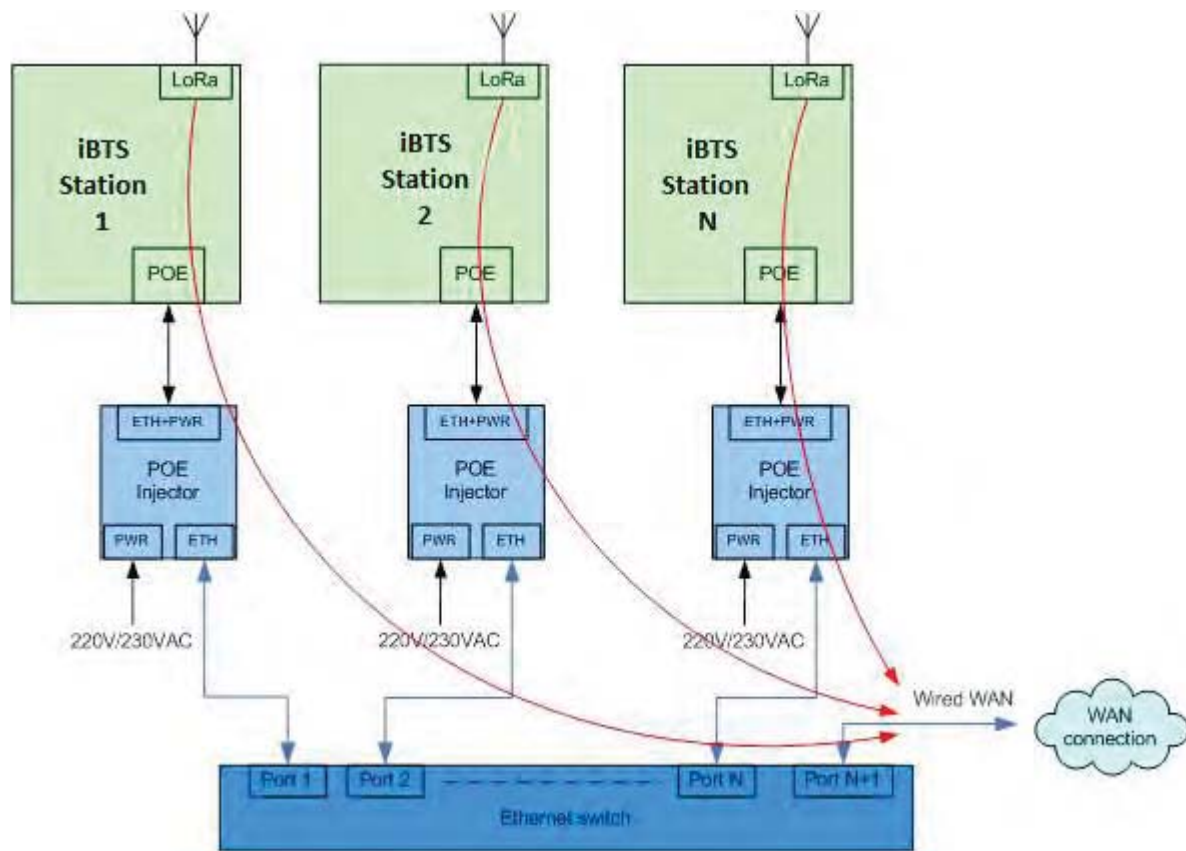 LoRa
LoRa
LoRa
iBTS
Station
1
iBTS
Station
2
iBTS
Station
N
POE
POE
POE
ETH+PWR
ETH+PWR
ETH+PWR
POE
Injector
POE
Injector
POE
Injector
PWR
ETH
PWR
ETH
PWR
ETH
220V/230VAC
220V/230VAC
220V/230VAC
Wired WAN
WAN
connection
Port 1
Port 2
Port N
Port N+1
Ethernet switch